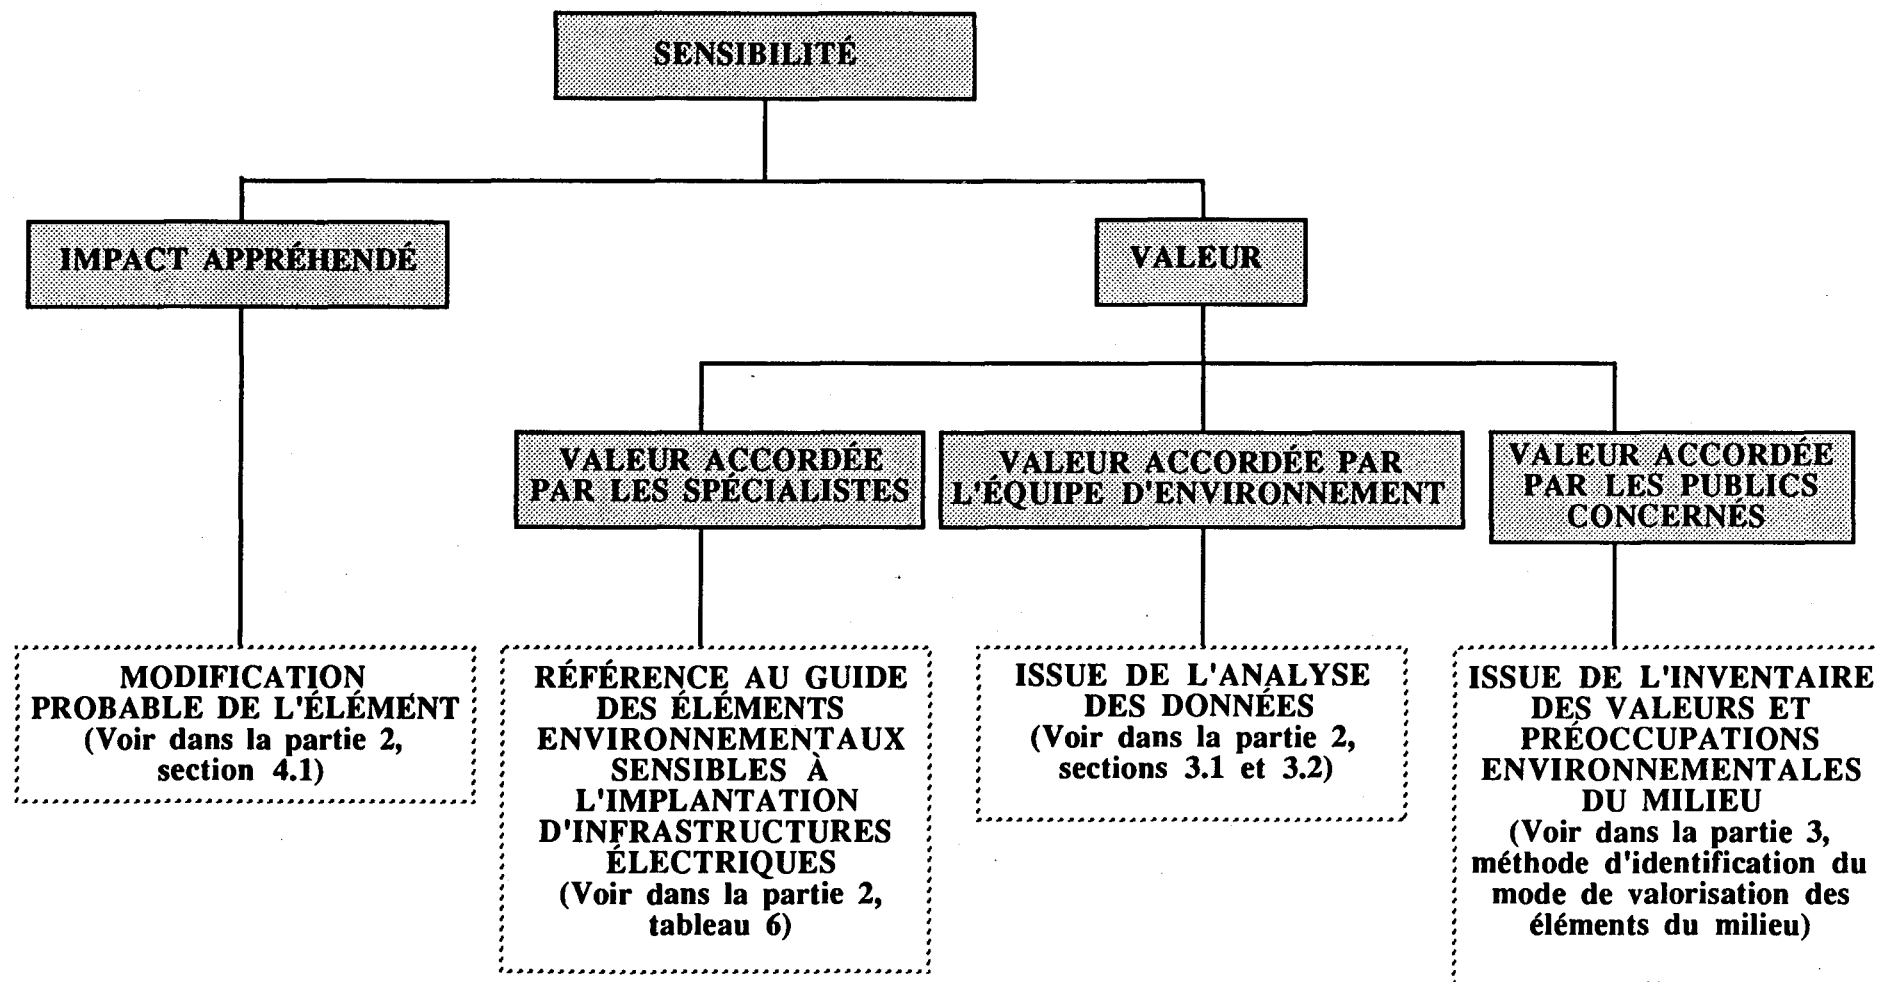 SENSIBILITÉ
IMPACT APPRÉHENDÉ
VALEUR
VALEUR ACCORDÉE
PAR LES SPÉCIALISTES
VALEUR ACCORDÉE PAR
L'ÉQUIPE D'ENVIRONNEMENT
VALEUR ACCORDÉE
PAR LES PUBLICS
CONCERNÉS
MODIFICATION
PROBABLE DE L'ÉLÉMENT
(Voir dans la partie 2,
section 4.1)
RÉFÉRENCE AU GUIDE
DES ÉLÉMENTS
ENVIRONNEMENTAUX
SENSIBLES À
L'IMPLANTATION
D'INFRASTRUCTURES
ÉLECTRIQUES
(Voir dans la partie 2,
tableau 6)
ISSUE DE L'ANALYSE
DES DONNÉES
(Voir dans la partie 2,
sections 3.1 et 3.2)
ISSUE DE L'INVENTAIRE
DES VALEURS ET
PRÉOCCUPATIONS
ENVIRONNEMENTALES
DU MILIEU
(Voir dans la partie 3,
méthode d'identification du
mode de valorisation des
éléments du milieu)